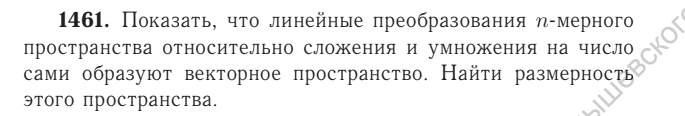 1461. Показать, что линейные преобразования n-мерного
пространства относительно сложения и умножения на число
сами образуют векторное пространство. Найти размерность
этого пространства.